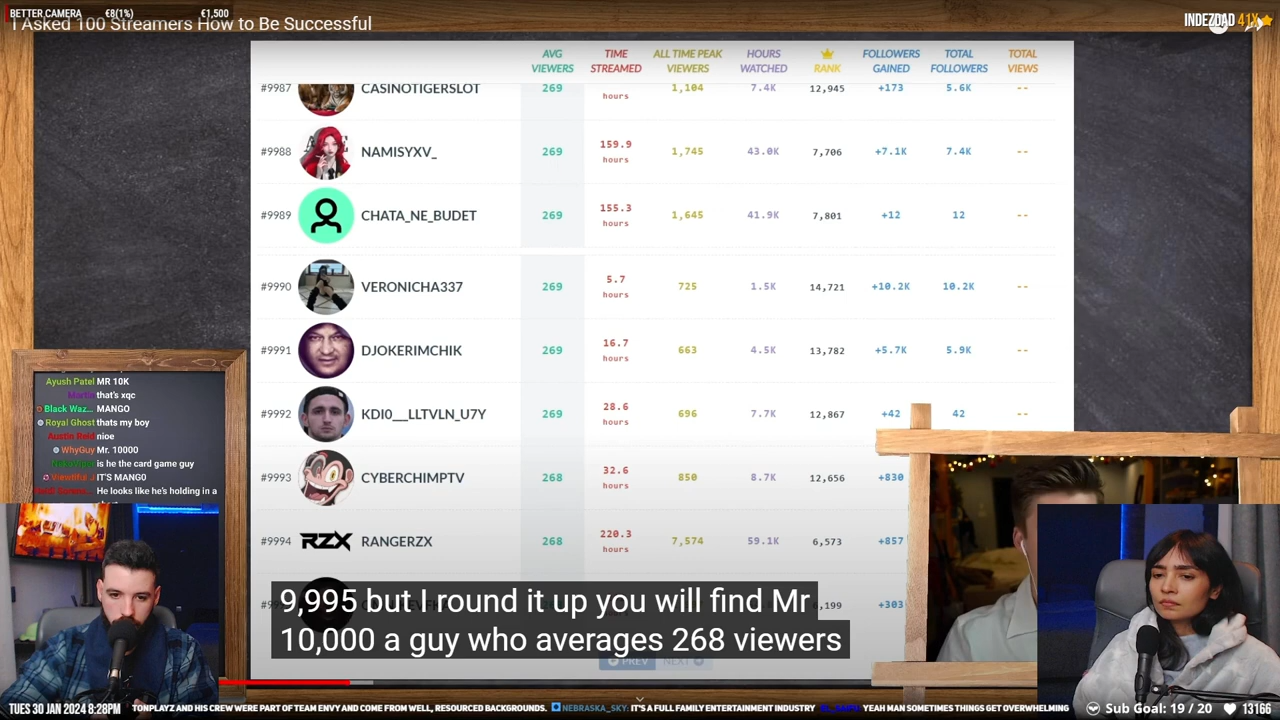 BETTER CAMERA €8(1%) €1,500
I Asked 100 Streamers How to Be Successful
INDEZDAD 41X
AVG VIEWERS TIME STREAMED ALL TIME PEAK VIEWERS HOURS WATCHED RANK FOLLOWERS GAINED TOTAL FOLLOWERS TOTAL VIEWS
#9987 CASINOTIGERSLOT 269 hours 1,104 7.4K 12,945 +173 5.6K --
#9988 NAMISYXV_ 269 159.9 hours 1,745 43.0K 7,706 +7.1K 7.4K --
#9989 CHATA_NE_BUDET 269 155.3 hours 1,645 41.9K 7,801 +12 12 --
#9990 VERONICHA337 269 5.7 hours 725 1.5K 14,721 +10.2K 10.2K --
#9991 DJOKERIMCHIK 269 16.7 hours 663 4.5K 13,782 +5.7K 5.9K --
#9992 KDI0__LLTVLN_U7Y 269 28.6 hours 696 7.7K 12,867 +42 42 --
#9993 CYBERCHIMPTV 268 32.6 hours 850 8.7K 12,656 +830
#9994 RZX RANGERZX 268 220.3 hours 7,574 59.1K 6,573 +857
+303
PREV NEXT
9,995 but I round it up you will find Mr
10,000 a guy who averages 268 viewers
Ayush Patel MR 10K
that's xqc
Black Waz... MANGO
Royal Ghost thats my boy
Austin Reid nioe
WhyGuy Mr. 10000
is he the card game guy
Viewtiful J IT'S MANG0
He looks like he's holding in a
TUES 30 JAN 2024 8:28PM TONPLAYZ AND HIS CREW WERE PART OF TEAM ENVY AND COME FROM WELL, RESOURCED BACKGROUNDS. NEBRASKA_SKY: IT'S A FULL FAMILY ENTERTAINMENT INDUSTRY YEAH MAN SOMETIMES THINGS GET OVERWHELMING
Sub Goal: 19 / 20 13166